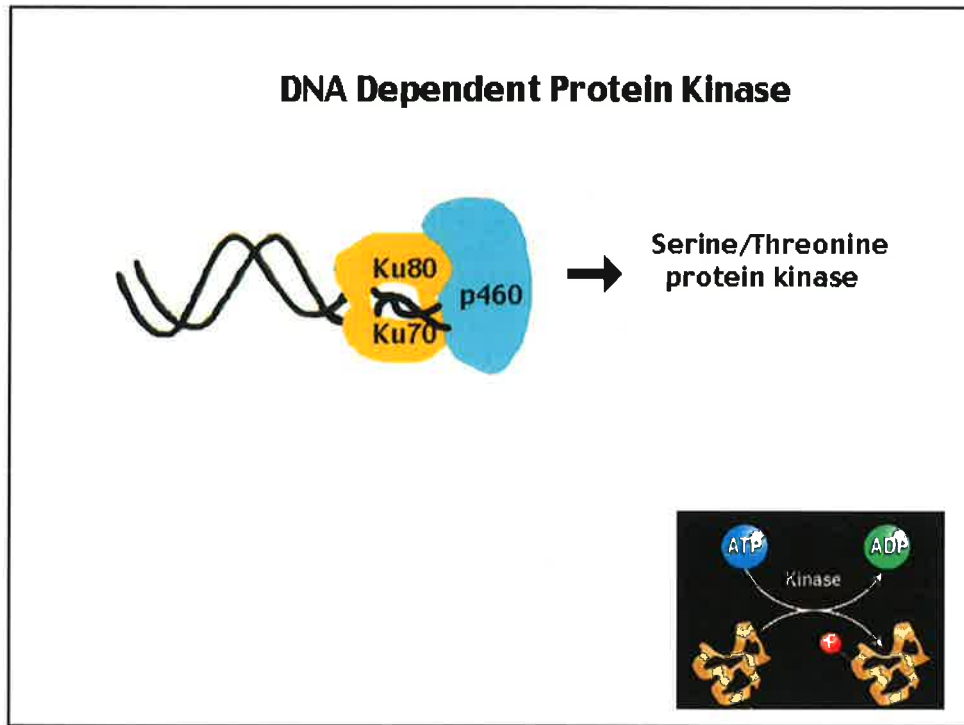 DNA Dependent Protein Kinase
Ku80
p460
Ku70
Serine/Threonine
protein kinase
ATP
ADP
Kinase
P